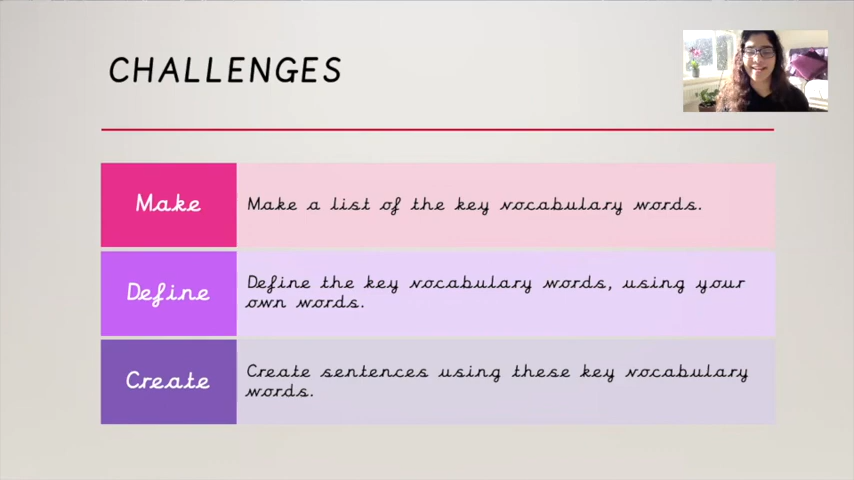 CHALLENGES
Make
Make a list of the key vocabulary words.
Define
Define the key vocabulary words, using your
own words.
Create
Create sentences using these key vocabulary
words.